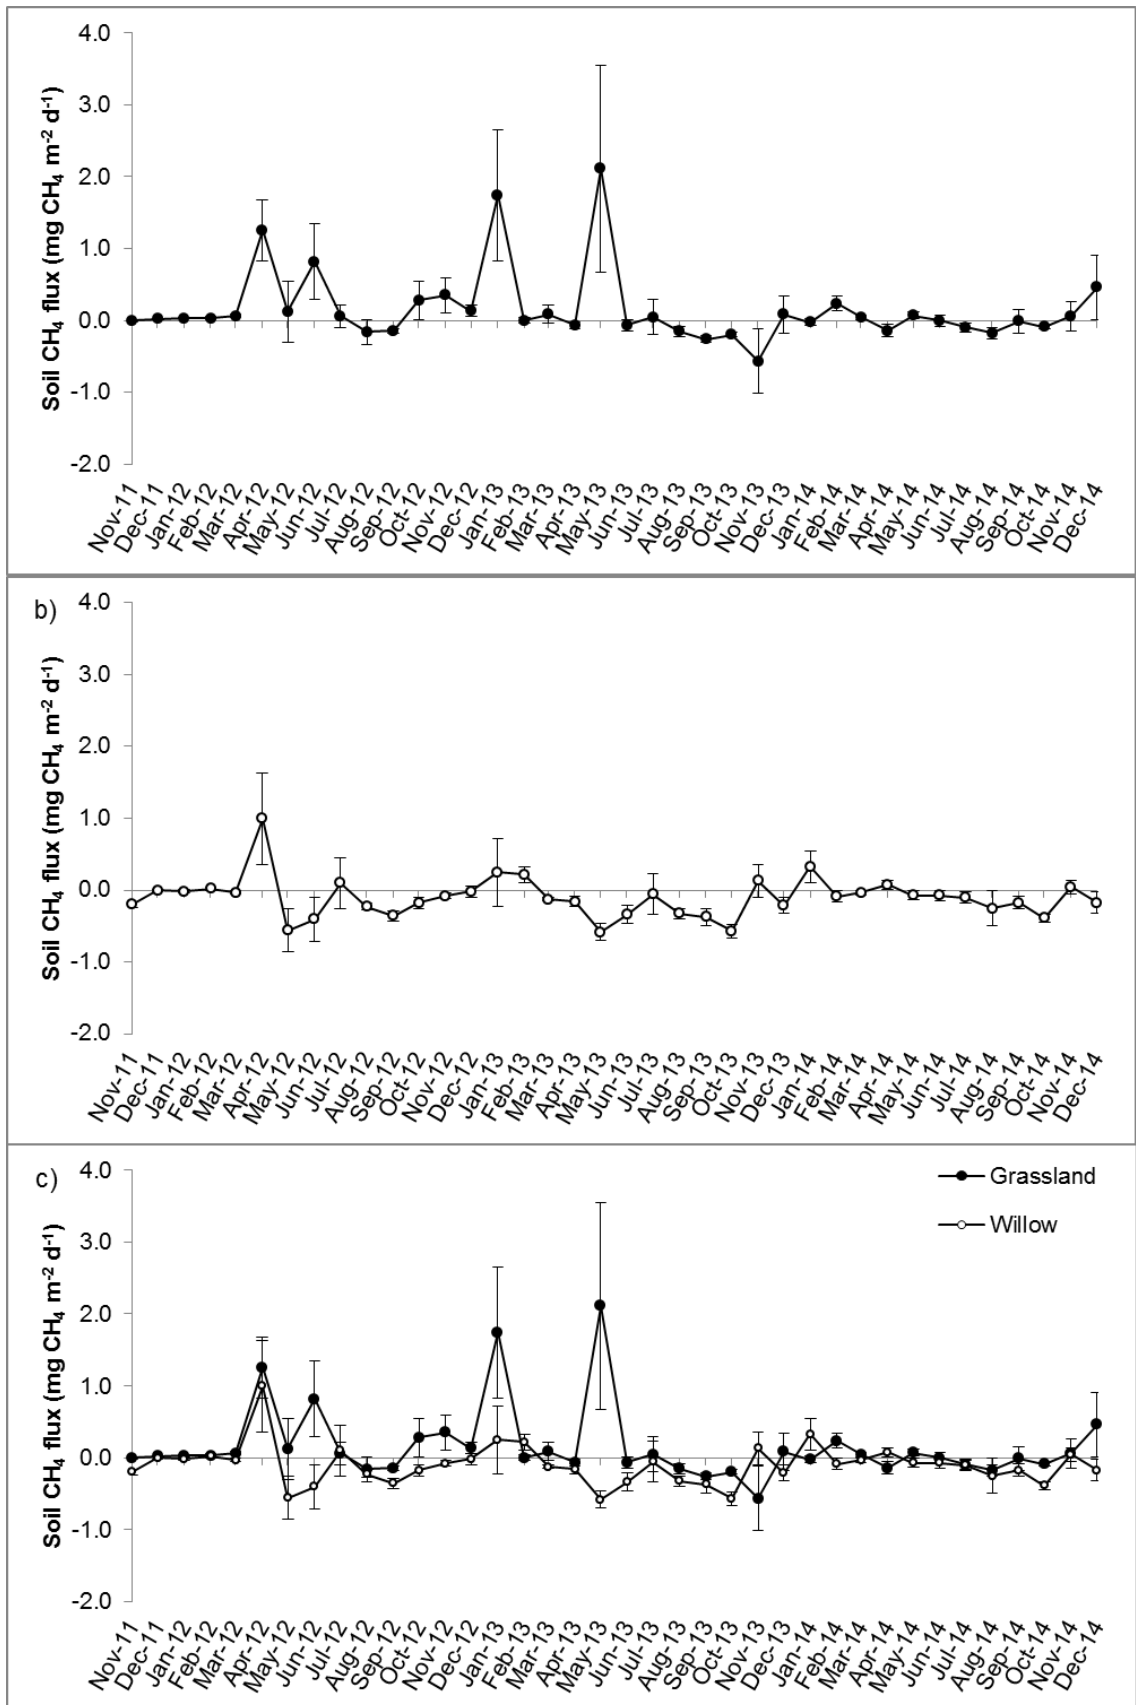 4.0
3.0
2.0
1.0
0.0
-1.0
-2.0
Soil CH₄ flux (mg CH₄ m⁻² d⁻¹)
Nov-11
Dec-11
Jan-12
Feb-12
Mar-12
Apr-12
May-12
Jun-12
Jul-12
Aug-12
Sep-12
Oct-12
Nov-12
Dec-12
Jan-13
Feb-13
Mar-13
Apr-13
May-13
Jun-13
Jul-13
Aug-13
Sep-13
Oct-13
Nov-13
Dec-13
Jan-14
Feb-14
Mar-14
Apr-14
May-14
Jun-14
Jul-14
Aug-14
Sep-14
Oct-14
Nov-14
Dec-14
b)
4.0
3.0
2.0
1.0
0.0
-1.0
-2.0
Soil CH₄ flux (mg CH₄ m⁻² d⁻¹)
Nov-11
Dec-11
Jan-12
Feb-12
Mar-12
Apr-12
May-12
Jun-12
Jul-12
Aug-12
Sep-12
Oct-12
Nov-12
Dec-12
Jan-13
Feb-13
Mar-13
Apr-13
May-13
Jun-13
Jul-13
Aug-13
Sep-13
Oct-13
Nov-13
Dec-13
Jan-14
Feb-14
Mar-14
Apr-14
May-14
Jun-14
Jul-14
Aug-14
Sep-14
Oct-14
Nov-14
Dec-14
c)
4.0
3.0
2.0
1.0
0.0
-1.0
-2.0
Soil CH₄ flux (mg CH₄ m⁻² d⁻¹)
Grassland
Willow
Nov-11
Dec-11
Jan-12
Feb-12
Mar-12
Apr-12
May-12
Jun-12
Jul-12
Aug-12
Sep-12
Oct-12
Nov-12
Dec-12
Jan-13
Feb-13
Mar-13
Apr-13
May-13
Jun-13
Jul-13
Aug-13
Sep-13
Oct-13
Nov-13
Dec-13
Jan-14
Feb-14
Mar-14
Apr-14
May-14
Jun-14
Jul-14
Aug-14
Sep-14
Oct-14
Nov-14
Dec-14